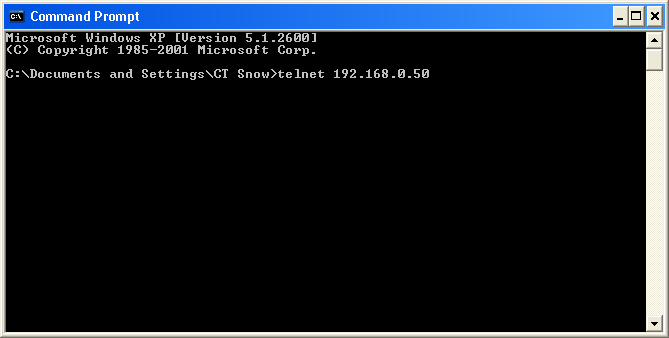 Command Prompt
Microsoft Windows XP [Version 5.1.2600]
(C) Copyright 1985-2001 Microsoft Corp.
C:\Documents and Settings\CT Snow>telnet 192.168.0.50